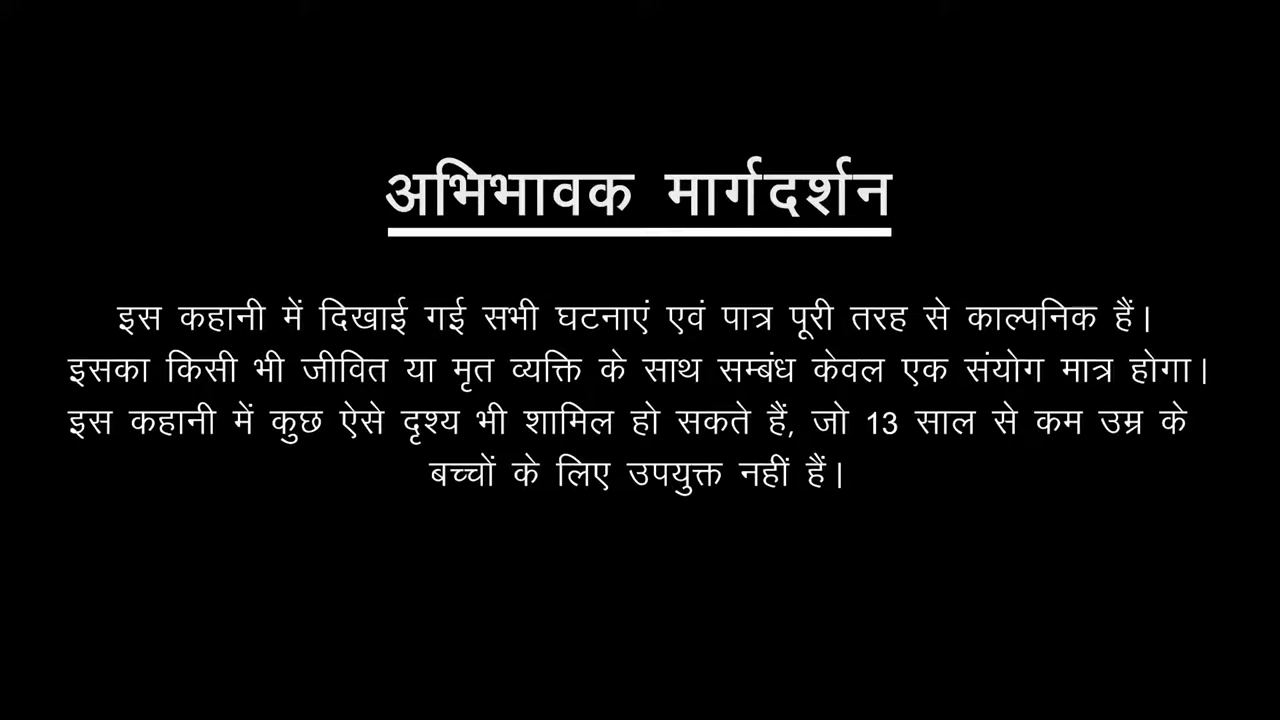 अभिभावक मार्गदर्शन
इस कहानी में दिखाई गई सभी घटनाएं एवं पात्र पूरी तरह से काल्पनिक हैं।
इसका किसी भी जीवित या मृत व्यक्ति के साथ सम्बंध केवल एक संयोग मात्र होगा।
इस कहानी में कुछ ऐसे दृश्य भी शामिल हो सकते हैं, जो 13 साल से कम उम्र के
बच्चों के लिए उपयुक्त नहीं हैं।